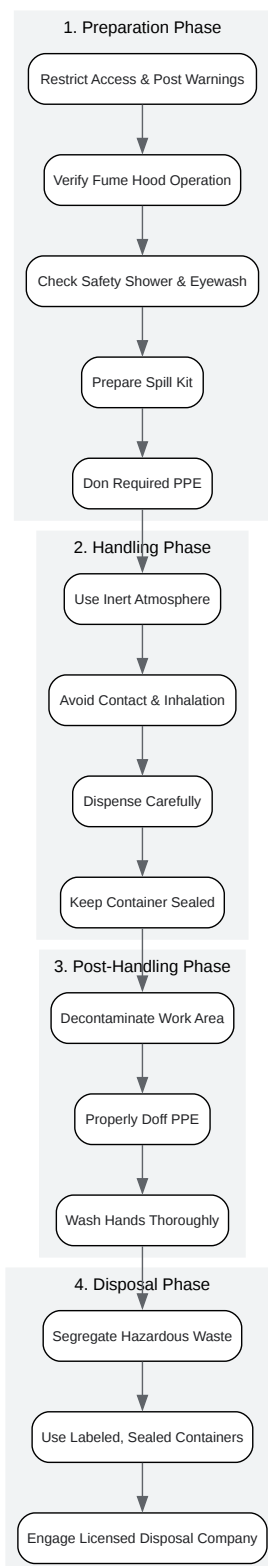 1. Preparation Phase
Restrict Access & Post Warnings
Verify Fume Hood Operation
Check Safety Shower & Eyewash
Prepare Spill Kit
Don Required PPE
2. Handling Phase
Use Inert Atmosphere
Avoid Contact & Inhalation
Dispense Carefully
Keep Container Sealed
3. Post-Handling Phase
Decontaminate Work Area
Properly Doff PPE
Wash Hands Thoroughly
4. Disposal Phase
Segregate Hazardous Waste
Use Labeled, Sealed Containers
Engage Licensed Disposal Company